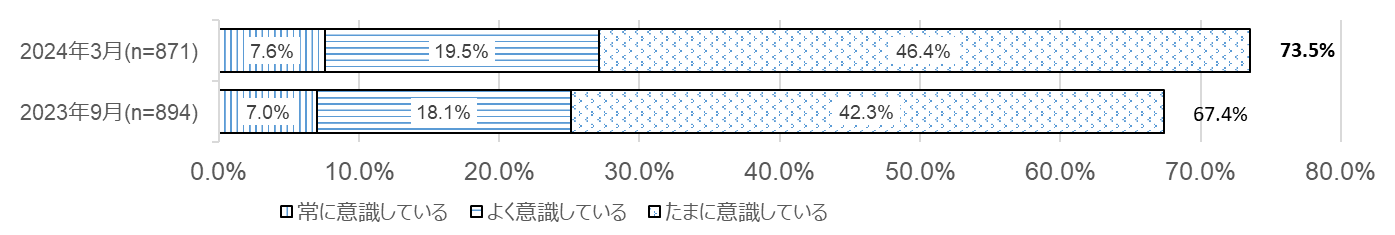 2024年3月(n=871) 7.6% 19.5% 46.4% 73.5%
2023年9月(n=894) 7.0% 18.1% 42.3% 67.4%
0.0% 10.0% 20.0% 30.0% 40.0% 50.0% 60.0% 70.0% 80.0%
常に意識している よく意識している たまに意識している